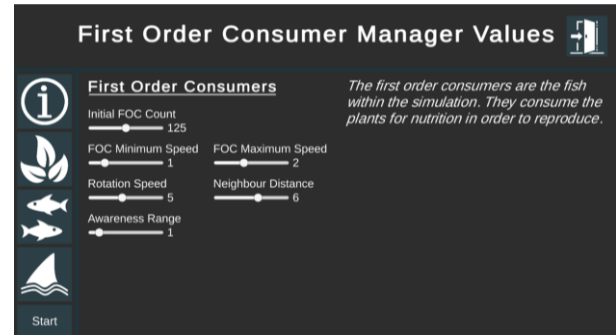 First Order Consumer Manager Values
First Order Consumers
Initial FOC Count
125
FOC Minimum Speed
1
FOC Maximum Speed
2
Rotation Speed
5
Neighbour Distance
6
Awareness Range
1
The first order consumers are the fish
within the simulation. They consume the
plants for nutrition in order to reproduce.
Start